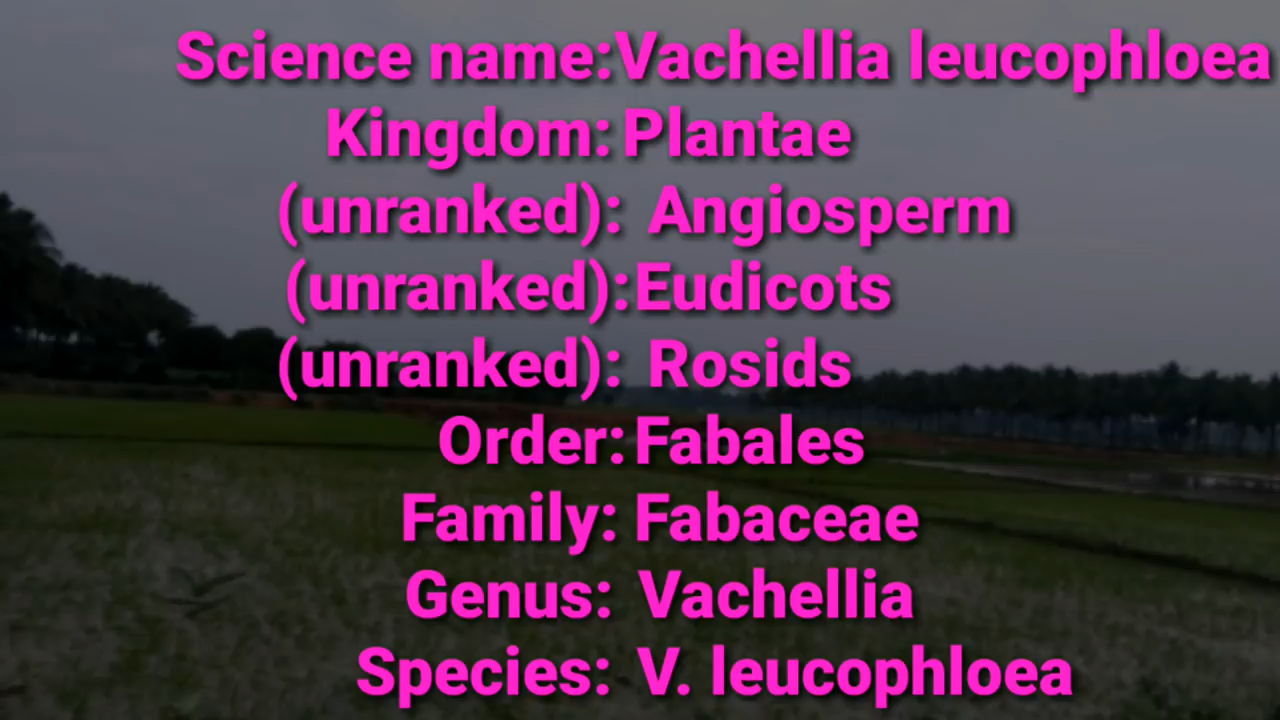 Science name:Vachellia leucophloea
Kingdom: Plantae
(unranked): Angiosperm
(unranked):Eudicots
(unranked): Rosids
Order:Fabales
Family: Fabaceae
Genus: Vachellia
Species: V. leucophloea